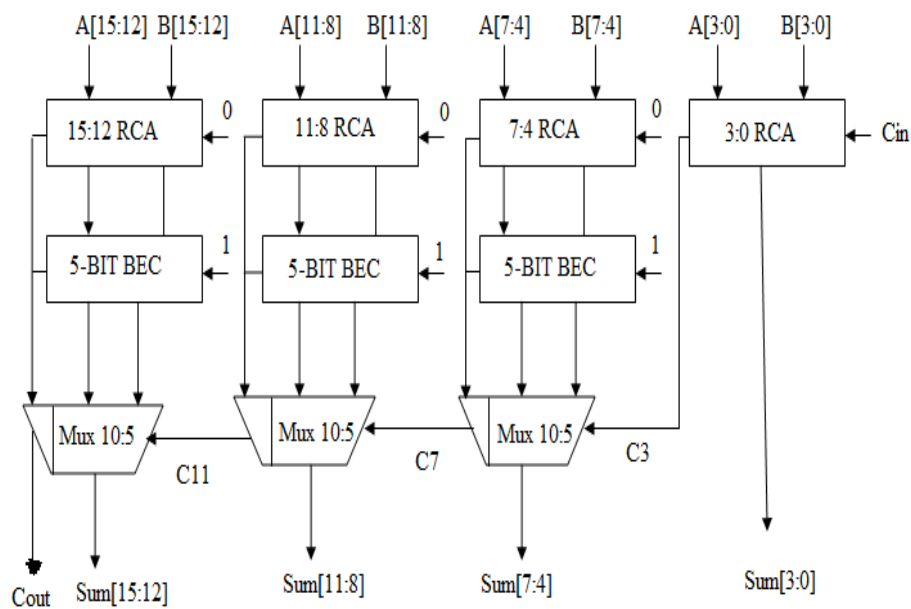 A[15:12] B[15:12] A[11:8] B[11:8] A[7:4] B[7:4] A[3:0] B[3:0]
0 0 0
15:12 RCA 11:8 RCA 7:4 RCA 3:0 RCA Cin
1 1 1
5-BIT BEC 5-BIT BEC 5-BIT BEC
Mux 10:5 Mux 10:5 Mux 10:5
C11 C7 C3
Cout Sum[15:12] Sum[11:8] Sum[7:4] Sum[3:0]